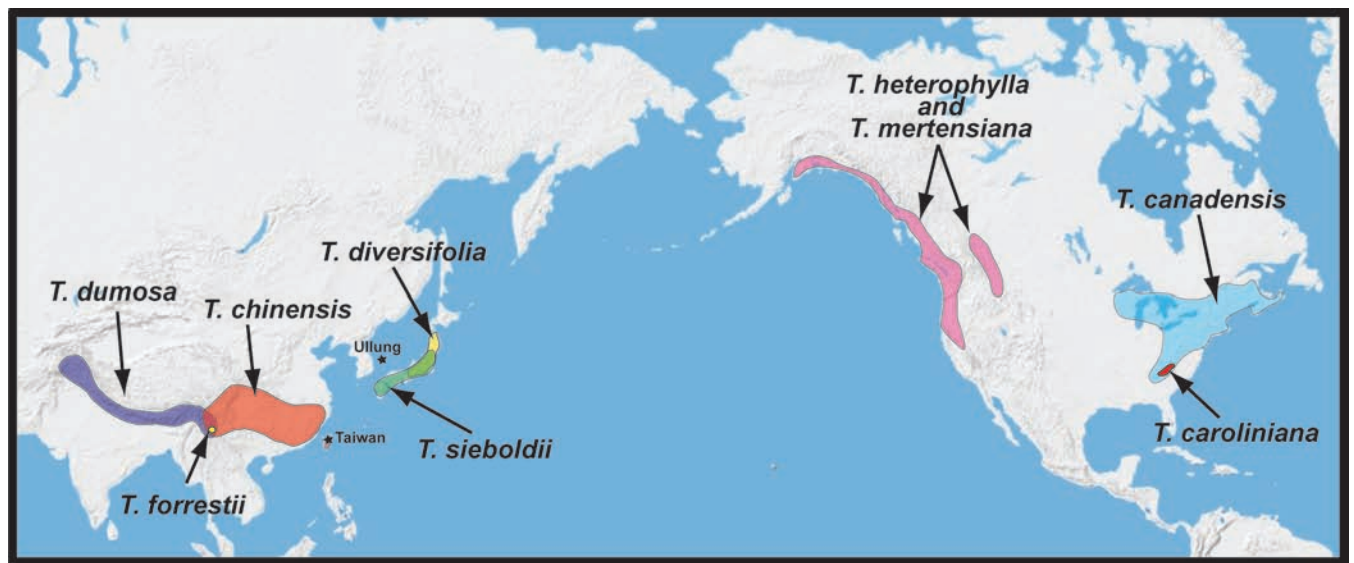 T. heterophylla
and
T. mertensiana
T. canadensis
T. diversifolia
T. dumosa
T. chinensis
Ullung
Taiwan
T. sieboldii
T. caroliniana
T. forrestii